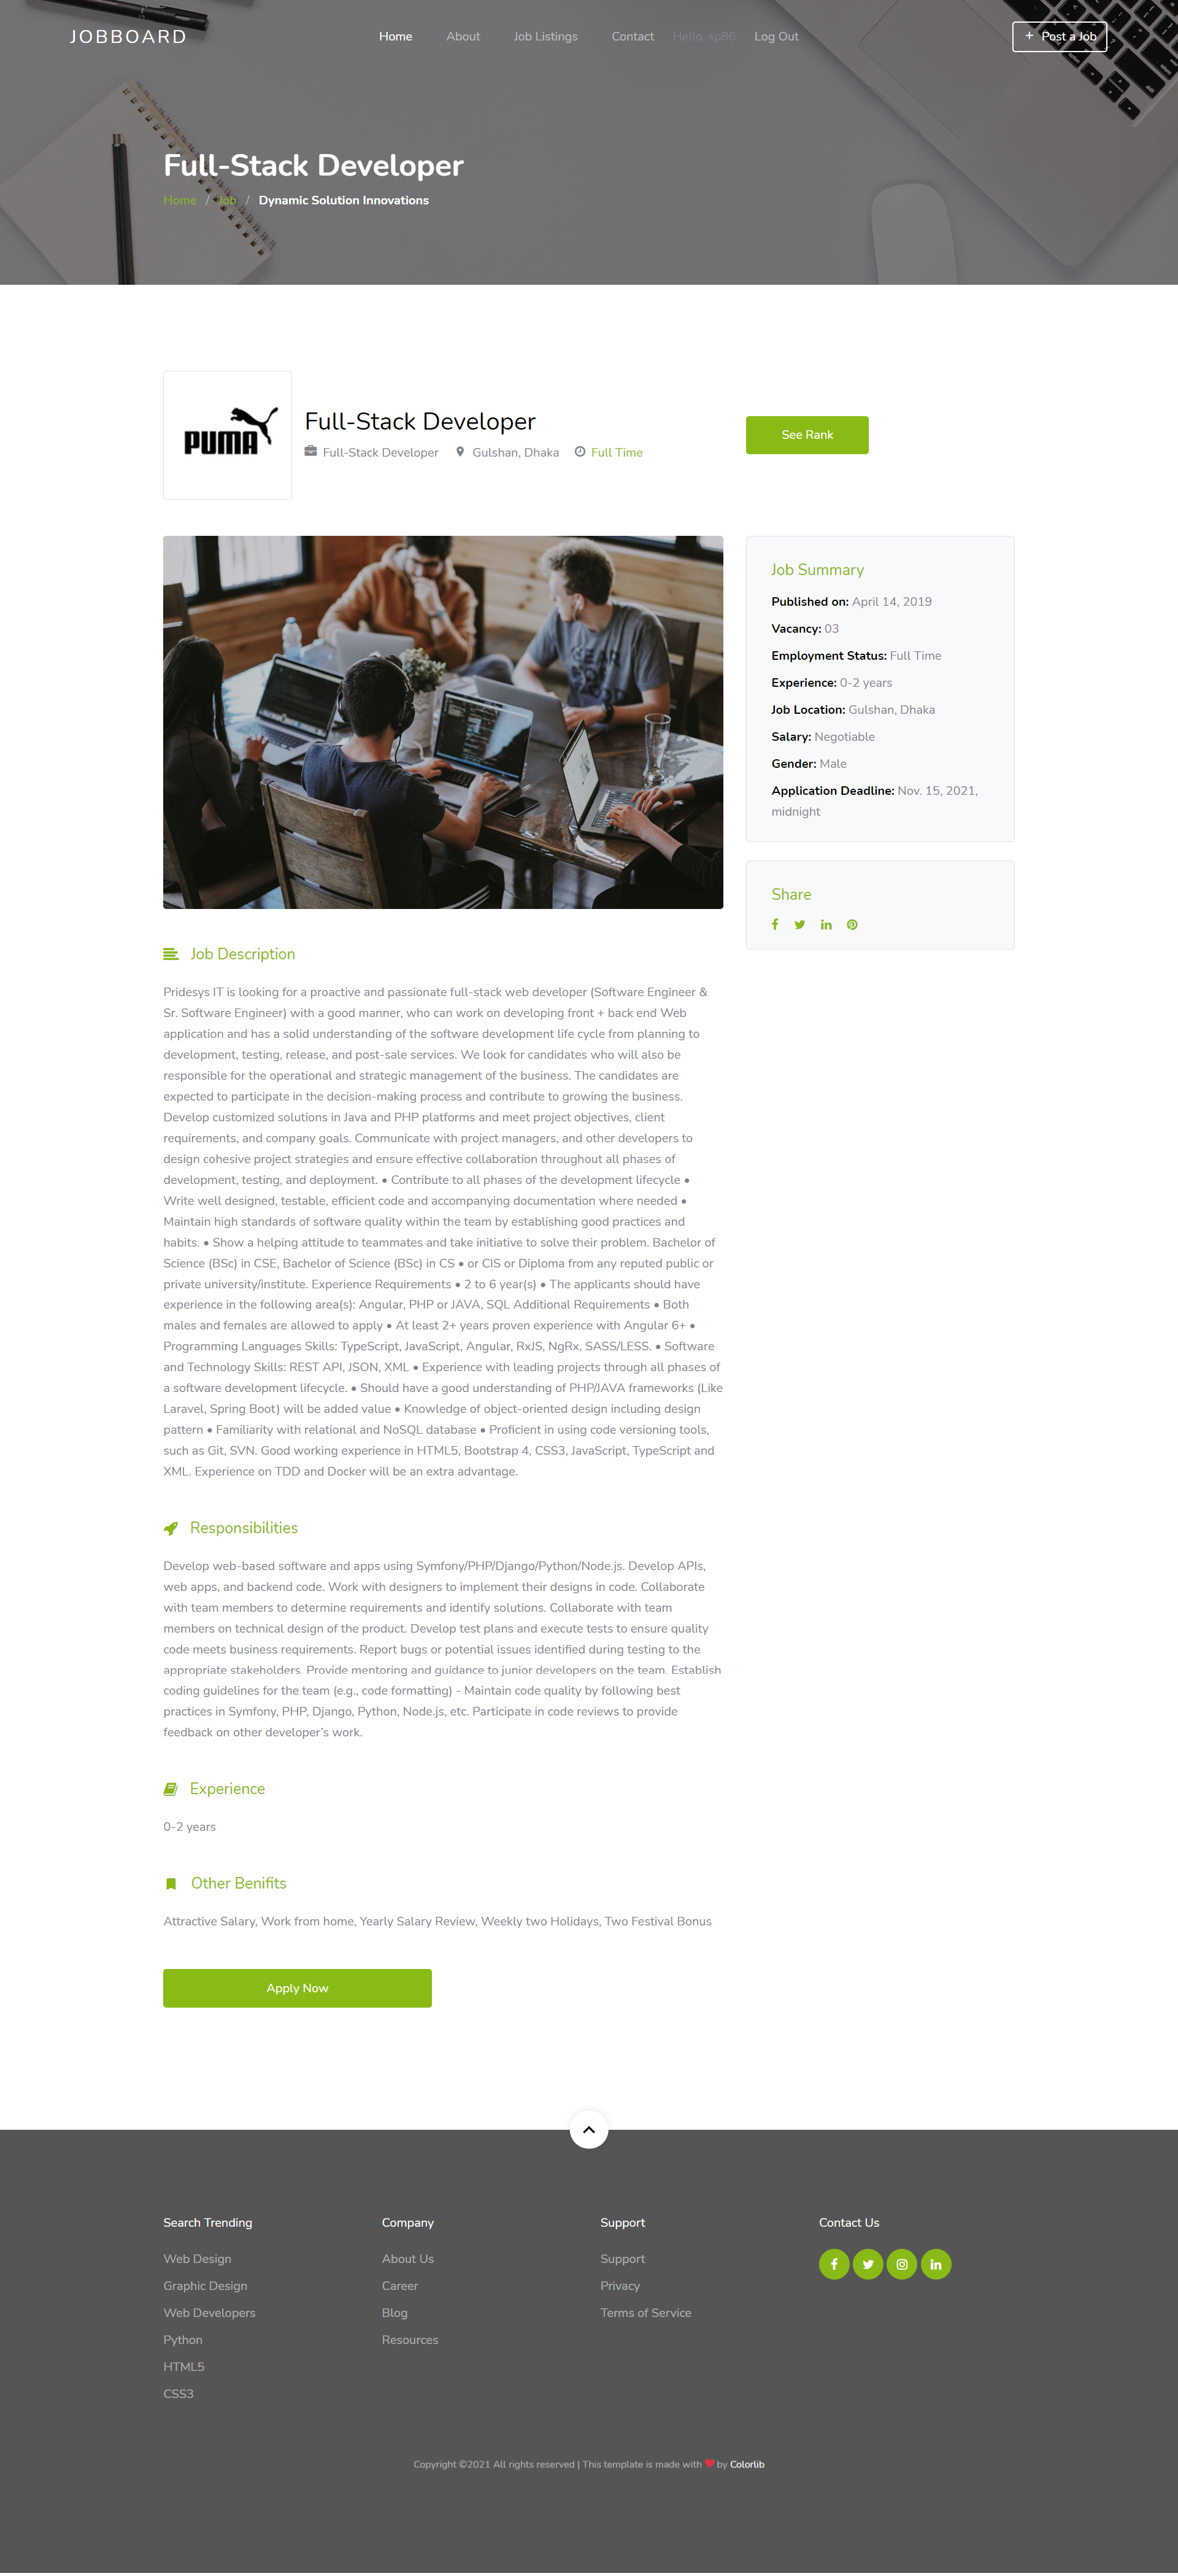 JOBBOARD
Home About Job Listings Contact Hello, sp86 Log Out
+ Post a Job
Full-Stack Developer
Home / Job / Dynamic Solution Innovations
PUMA
Full-Stack Developer
Full-Stack Developer Gulshan, Dhaka Full Time
See Rank
Job Summary
Published on: April 14, 2019
Vacancy: 03
Employment Status: Full Time
Experience: 0-2 years
Job Location: Gulshan, Dhaka
Salary: Negotiable
Gender: Male
Application Deadline: Nov. 15, 2021,
midnight
Share
Job Description
Pridesys IT is looking for a proactive and passionate full-stack web developer (Software Engineer &
Sr. Software Engineer) with a good manner, who can work on developing front + back end Web
application and has a solid understanding of the software development life cycle from planning to
development, testing, release, and post-sale services. We look for candidates who will also be
responsible for the operational and strategic management of the business. The candidates are
expected to participate in the decision-making process and contribute to growing the business.
Develop customized solutions in Java and PHP platforms and meet project objectives, client
requirements, and company goals. Communicate with project managers, and other developers to
design cohesive project strategies and ensure effective collaboration throughout all phases of
development, testing, and deployment. • Contribute to all phases of the development lifecycle •
Write well designed, testable, efficient code and accompanying documentation where needed •
Maintain high standards of software quality within the team by establishing good practices and
habits. • Show a helping attitude to teammates and take initiative to solve their problem. Bachelor of
Science (BSc) in CSE, Bachelor of Science (BSc) in CS • or CIS or Diploma from any reputed public or
private university/institute. Experience Requirements • 2 to 6 year(s) • The applicants should have
experience in the following area(s): Angular, PHP or JAVA, SQL Additional Requirements • Both
males and females are allowed to apply • At least 2+ years proven experience with Angular 6+ •
Programming Languages Skills: TypeScript, JavaScript, Angular, RxJS, NgRx, SASS/LESS. • Software
and Technology Skills: REST API, JSON, XML • Experience with leading projects through all phases of
a software development lifecycle. • Should have a good understanding of PHP/JAVA frameworks (Like
Laravel, Spring Boot) will be added value • Knowledge of object-oriented design including design
pattern • Familiarity with relational and NoSQL database • Proficient in using code versioning tools,
such as Git, SVN. Good working experience in HTML5, Bootstrap 4, CSS3, JavaScript, TypeScript and
XML. Experience on TDD and Docker will be an extra advantage.
Responsibilities
Develop web-based software and apps using Symfony/PHP/Django/Python/Node.js. Develop APIs,
web apps, and backend code. Work with designers to implement their designs in code. Collaborate
with team members to determine requirements and identify solutions. Collaborate with team
members on technical design of the product. Develop test plans and execute tests to ensure quality
code meets business requirements. Report bugs or potential issues identified during testing to the
appropriate stakeholders. Provide mentoring and guidance to junior developers on the team. Establish
coding guidelines for the team (e.g., code formatting) - Maintain code quality by following best
practices in Symfony, PHP, Django, Python, Node.js, etc. Participate in code reviews to provide
feedback on other developer’s work.
Experience
0-2 years
Other Benifits
Attractive Salary, Work from home, Yearly Salary Review, Weekly two Holidays, Two Festival Bonus
Apply Now
Search Trending
Web Design
Graphic Design
Web Developers
Python
HTML5
CSS3
Company
About Us
Career
Blog
Resources
Support
Support
Privacy
Terms of Service
Contact Us
Copyright ©2021 All rights reserved | This template is made with ❤ by Colorlib